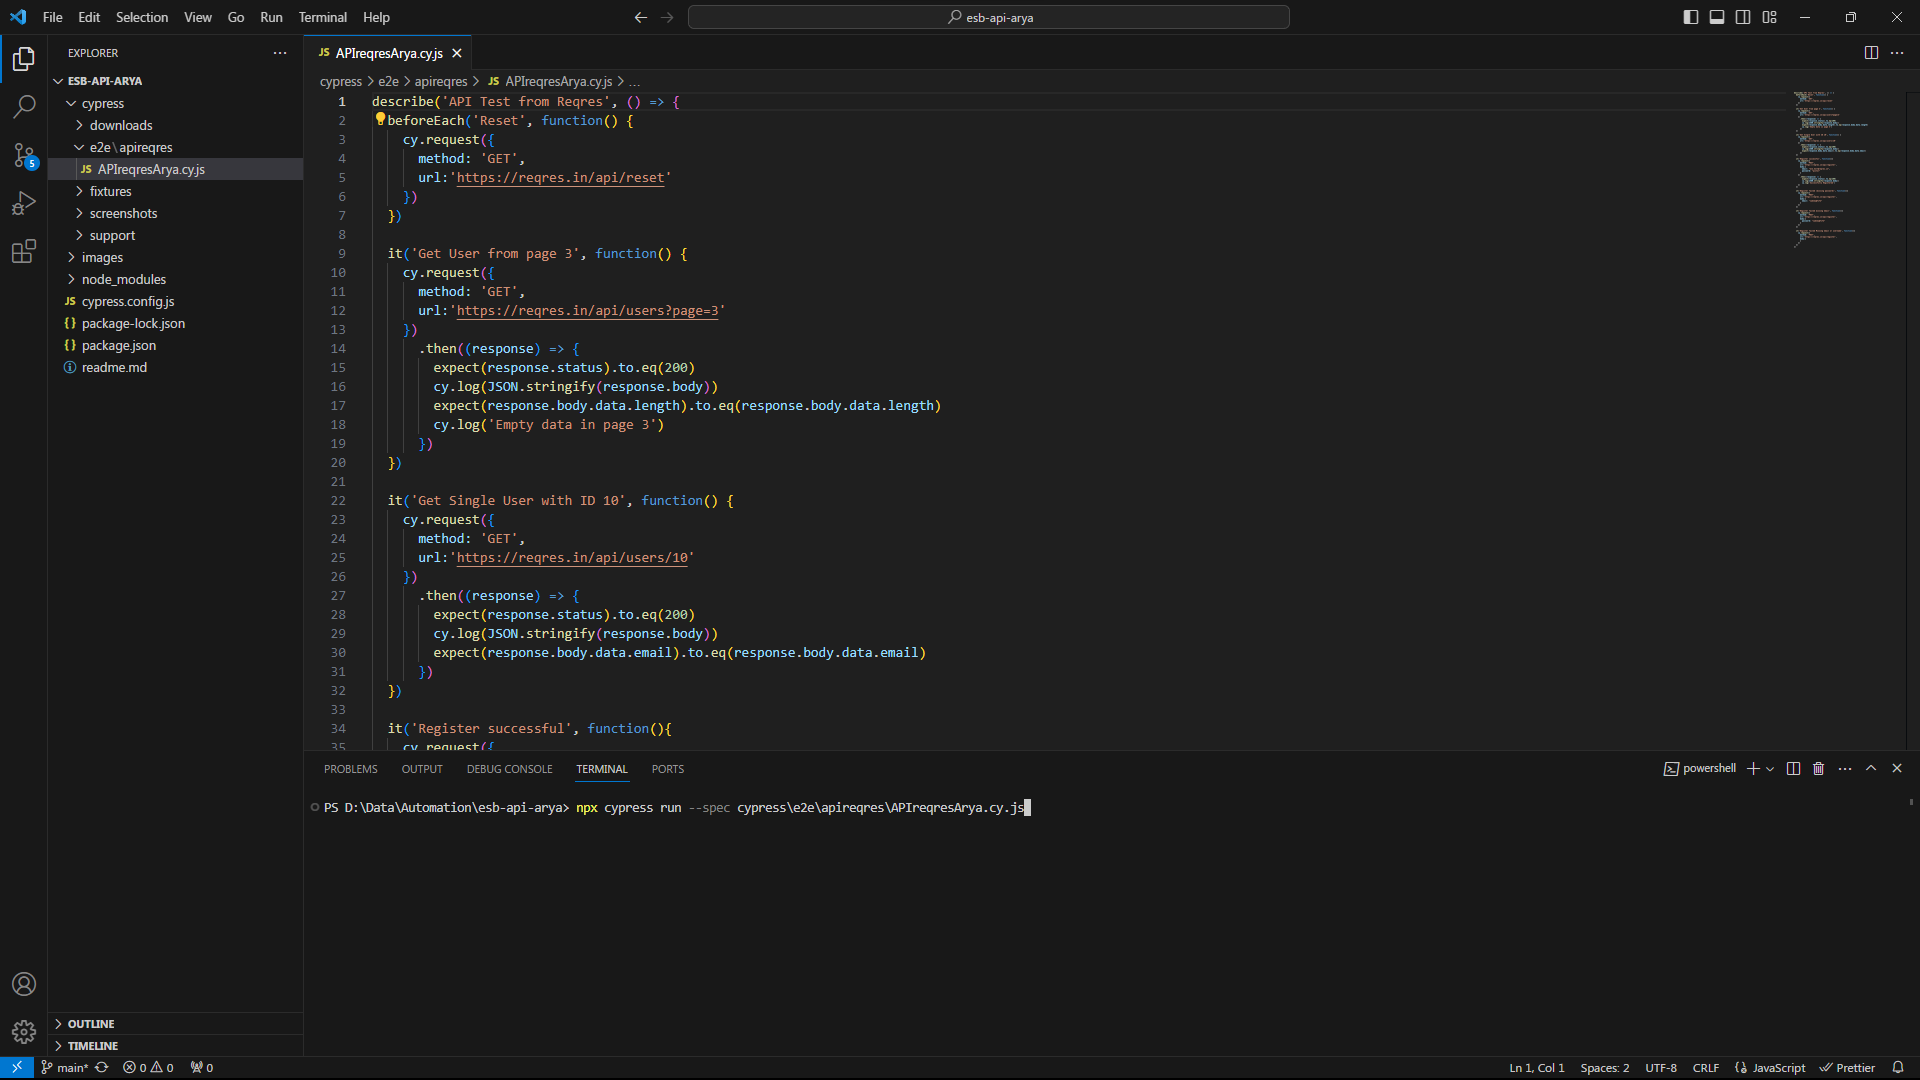 File Edit Selection View Go Run Terminal Help
esb-api-arya
EXPLORER
ESB-API-ARYA
cypress
downloads
e2e\apireqres
JS APIreqresArya.cy.js
fixtures
screenshots
support
images
node_modules
JS cypress.config.js
{} package-lock.json
{} package.json
readme.md
5
OUTLINE
TIMELINE
JS APIreqresArya.cy.js
cypress > e2e > apireqres > JS APIreqresArya.cy.js > ...
1 describe('API Test from Reqres', () => {
2 beforeEach('Reset', function() {
3 cy.request({
4 method: 'GET',
5 url:'https://reqres.in/api/reset'
6 })
7 })
8
9 it('Get User from page 3', function() {
10 cy.request({
11 method: 'GET',
12 url:'https://reqres.in/api/users?page=3'
13 })
14 .then((response) => {
15 expect(response.status).to.eq(200)
16 cy.log(JSON.stringify(response.body))
17 expect(response.body.data.length).to.eq(response.body.data.length)
18 cy.log('Empty data in page 3')
19 })
20 })
21
22 it('Get Single User with ID 10', function() {
23 cy.request({
24 method: 'GET',
25 url:'https://reqres.in/api/users/10'
26 })
27 .then((response) => {
28 expect(response.status).to.eq(200)
29 cy.log(JSON.stringify(response.body))
30 expect(response.body.data.email).to.eq(response.body.data.email)
31 })
32 })
33
34 it('Register successful', function(){
35 cy.request({
PROBLEMS OUTPUT DEBUG CONSOLE TERMINAL PORTS
powershell
PS D:\Data\Automation\esb-api-arya> npx cypress run --spec cypress\e2e\apireqres\APIreqresArya.cy.js
main* 0 0 0
Ln 1, Col 1 Spaces: 2 UTF-8 CRLF {} JavaScript Prettier